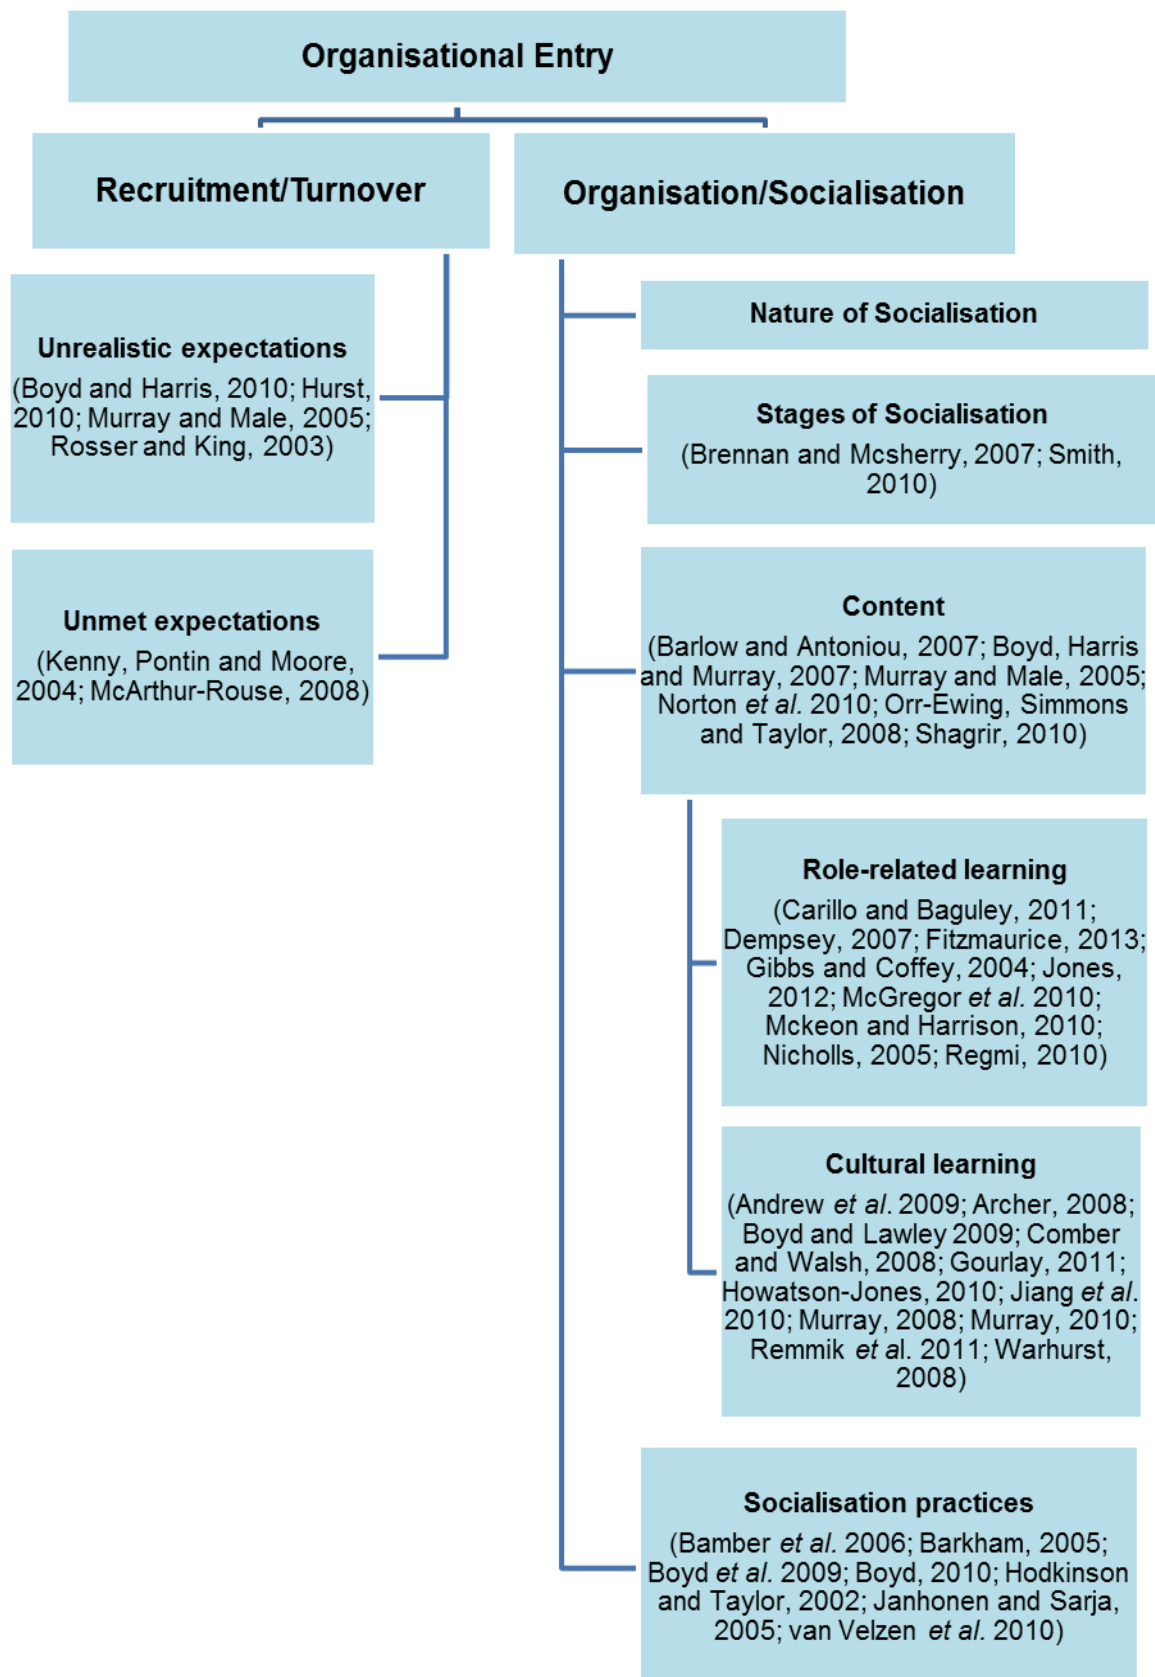 Organisational Entry
Recruitment/Turnover
Organisation/Socialisation
Unrealistic expectations
(Boyd and Harris, 2010; Hurst,
2010; Murray and Male, 2005;
Rosser and King, 2003)
Unmet expectations
(Kenny, Pontin and Moore,
2004; McArthur-Rouse, 2008)
Nature of Socialisation
Stages of Socialisation
(Brennan and Mcsherry, 2007; Smith,
2010)
Content
(Barlow and Antoniou, 2007; Boyd, Harris
and Murray, 2007; Murray and Male, 2005;
Norton et al. 2010; Orr-Ewing, Simmons
and Taylor, 2008; Shagrir, 2010)
Role-related learning
(Carillo and Baguley, 2011;
Dempsey, 2007; Fitzmaurice, 2013;
Gibbs and Coffey, 2004; Jones,
2012; McGregor et al. 2010;
Mckeon and Harrison, 2010;
Nicholls, 2005; Regmi, 2010)
Cultural learning
(Andrew et al. 2009; Archer, 2008;
Boyd and Lawley 2009; Comber
and Walsh, 2008; Gourlay, 2011;
Howatson-Jones, 2010; Jiang et al.
2010; Murray, 2008; Murray, 2010;
Remmik et al. 2011; Warhurst,
2008)
Socialisation practices
(Bamber et al. 2006; Barkham, 2005;
Boyd et al. 2009; Boyd, 2010; Hodkinson
and Taylor, 2002; Janhonen and Sarja,
2005; van Velzen et al. 2010)